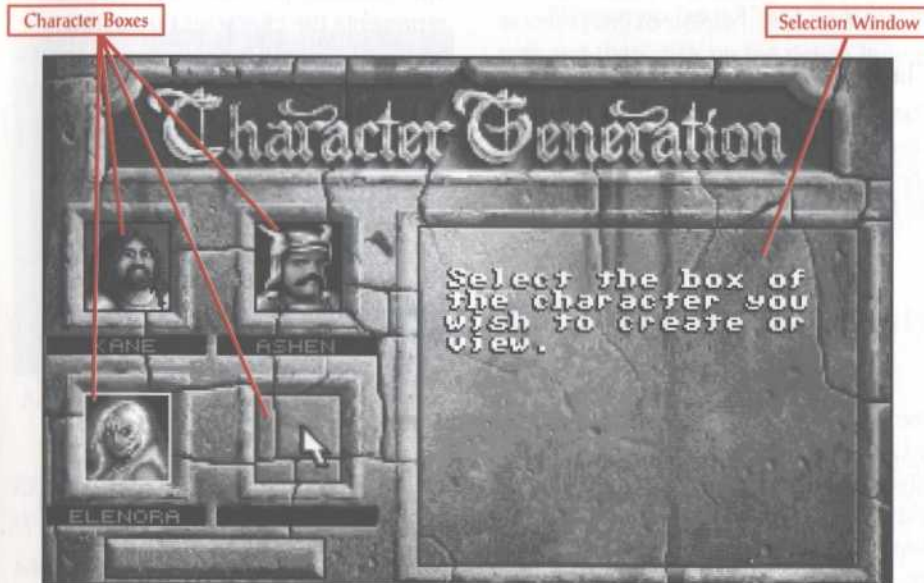 Character Boxes
Selection Window
Character Generation
Select the box of
the character you
wish to create or
view.
KANE
ASHEN
ELENORA